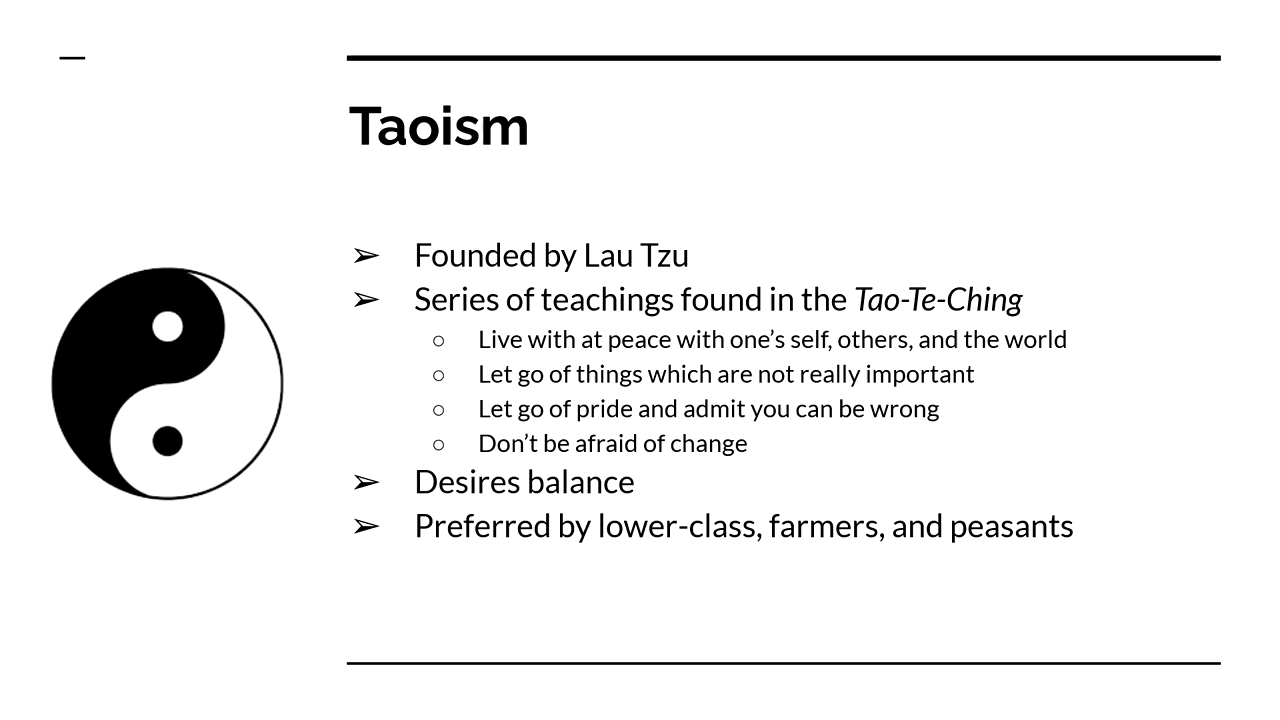 Taoism
➢ Founded by Lau Tzu
➢ Series of teachings found in the Tao-Te-Ching
○ Live with at peace with one’s self, others, and the world
○ Let go of things which are not really important
○ Let go of pride and admit you can be wrong
○ Don’t be afraid of change
➢ Desires balance
➢ Preferred by lower-class, farmers, and peasants